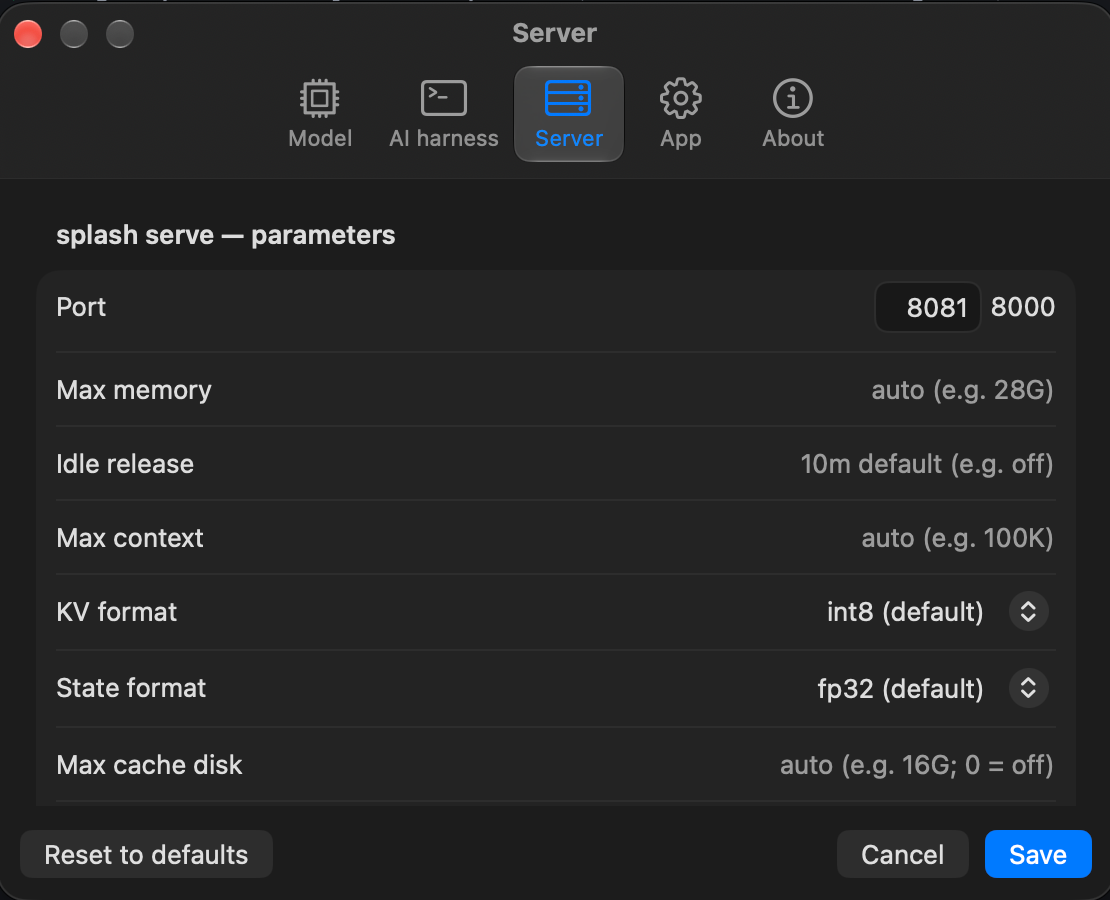 Server
Model
AI harness
Server
App
About
splash serve — parameters
Port 8081 8000
Max memory auto (e.g. 28G)
Idle release 10m default (e.g. off)
Max context auto (e.g. 100K)
KV format int8 (default)
State format fp32 (default)
Max cache disk auto (e.g. 16G; 0 = off)
Reset to defaults Cancel Save